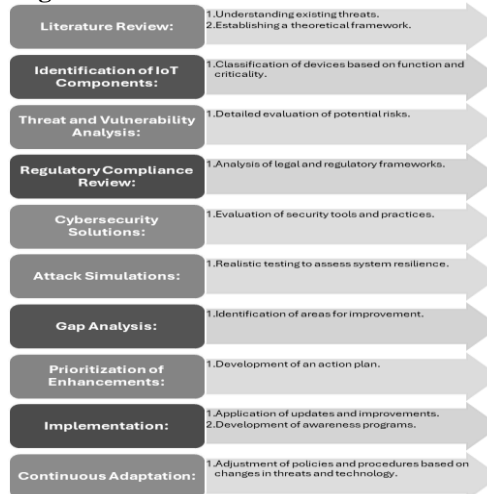 Literature Review:
1.Understanding existing threats.
2.Establishing a theoretical framework.
Identification of IoT
Components:
1.Classification of devices based on function and
criticality.
Threat and Vulnerability
Analysis:
1.Detailed evaluation of potential risks.
Regulatory Compliance
Review:
1.Analysis of legal and regulatory frameworks.
Cybersecurity
Solutions:
1.Evaluation of security tools and practices.
Attack Simulations:
1.Realistic testing to assess system resilience.
Gap Analysis:
1.Identification of areas for improvement.
Prioritization of
Enhancements:
1.Development of an action plan.
Implementation:
1.Application of updates and improvements.
2.Development of awareness programs.
Continuous Adaptation:
1.Adjustment of policies and procedures based on
changes in threats and technology.